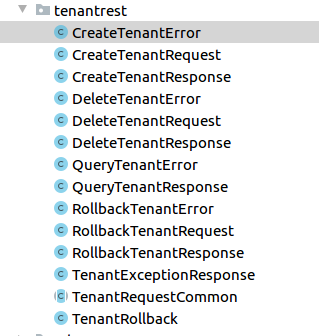 tenantrest
CreateTenantError
CreateTenantRequest
CreateTenantResponse
DeleteTenantError
DeleteTenantRequest
DeleteTenantResponse
QueryTenantError
QueryTenantResponse
RollbackTenantError
RollbackTenantRequest
RollbackTenantResponse
TenantExceptionResponse
TenantRequestCommon
TenantRollback